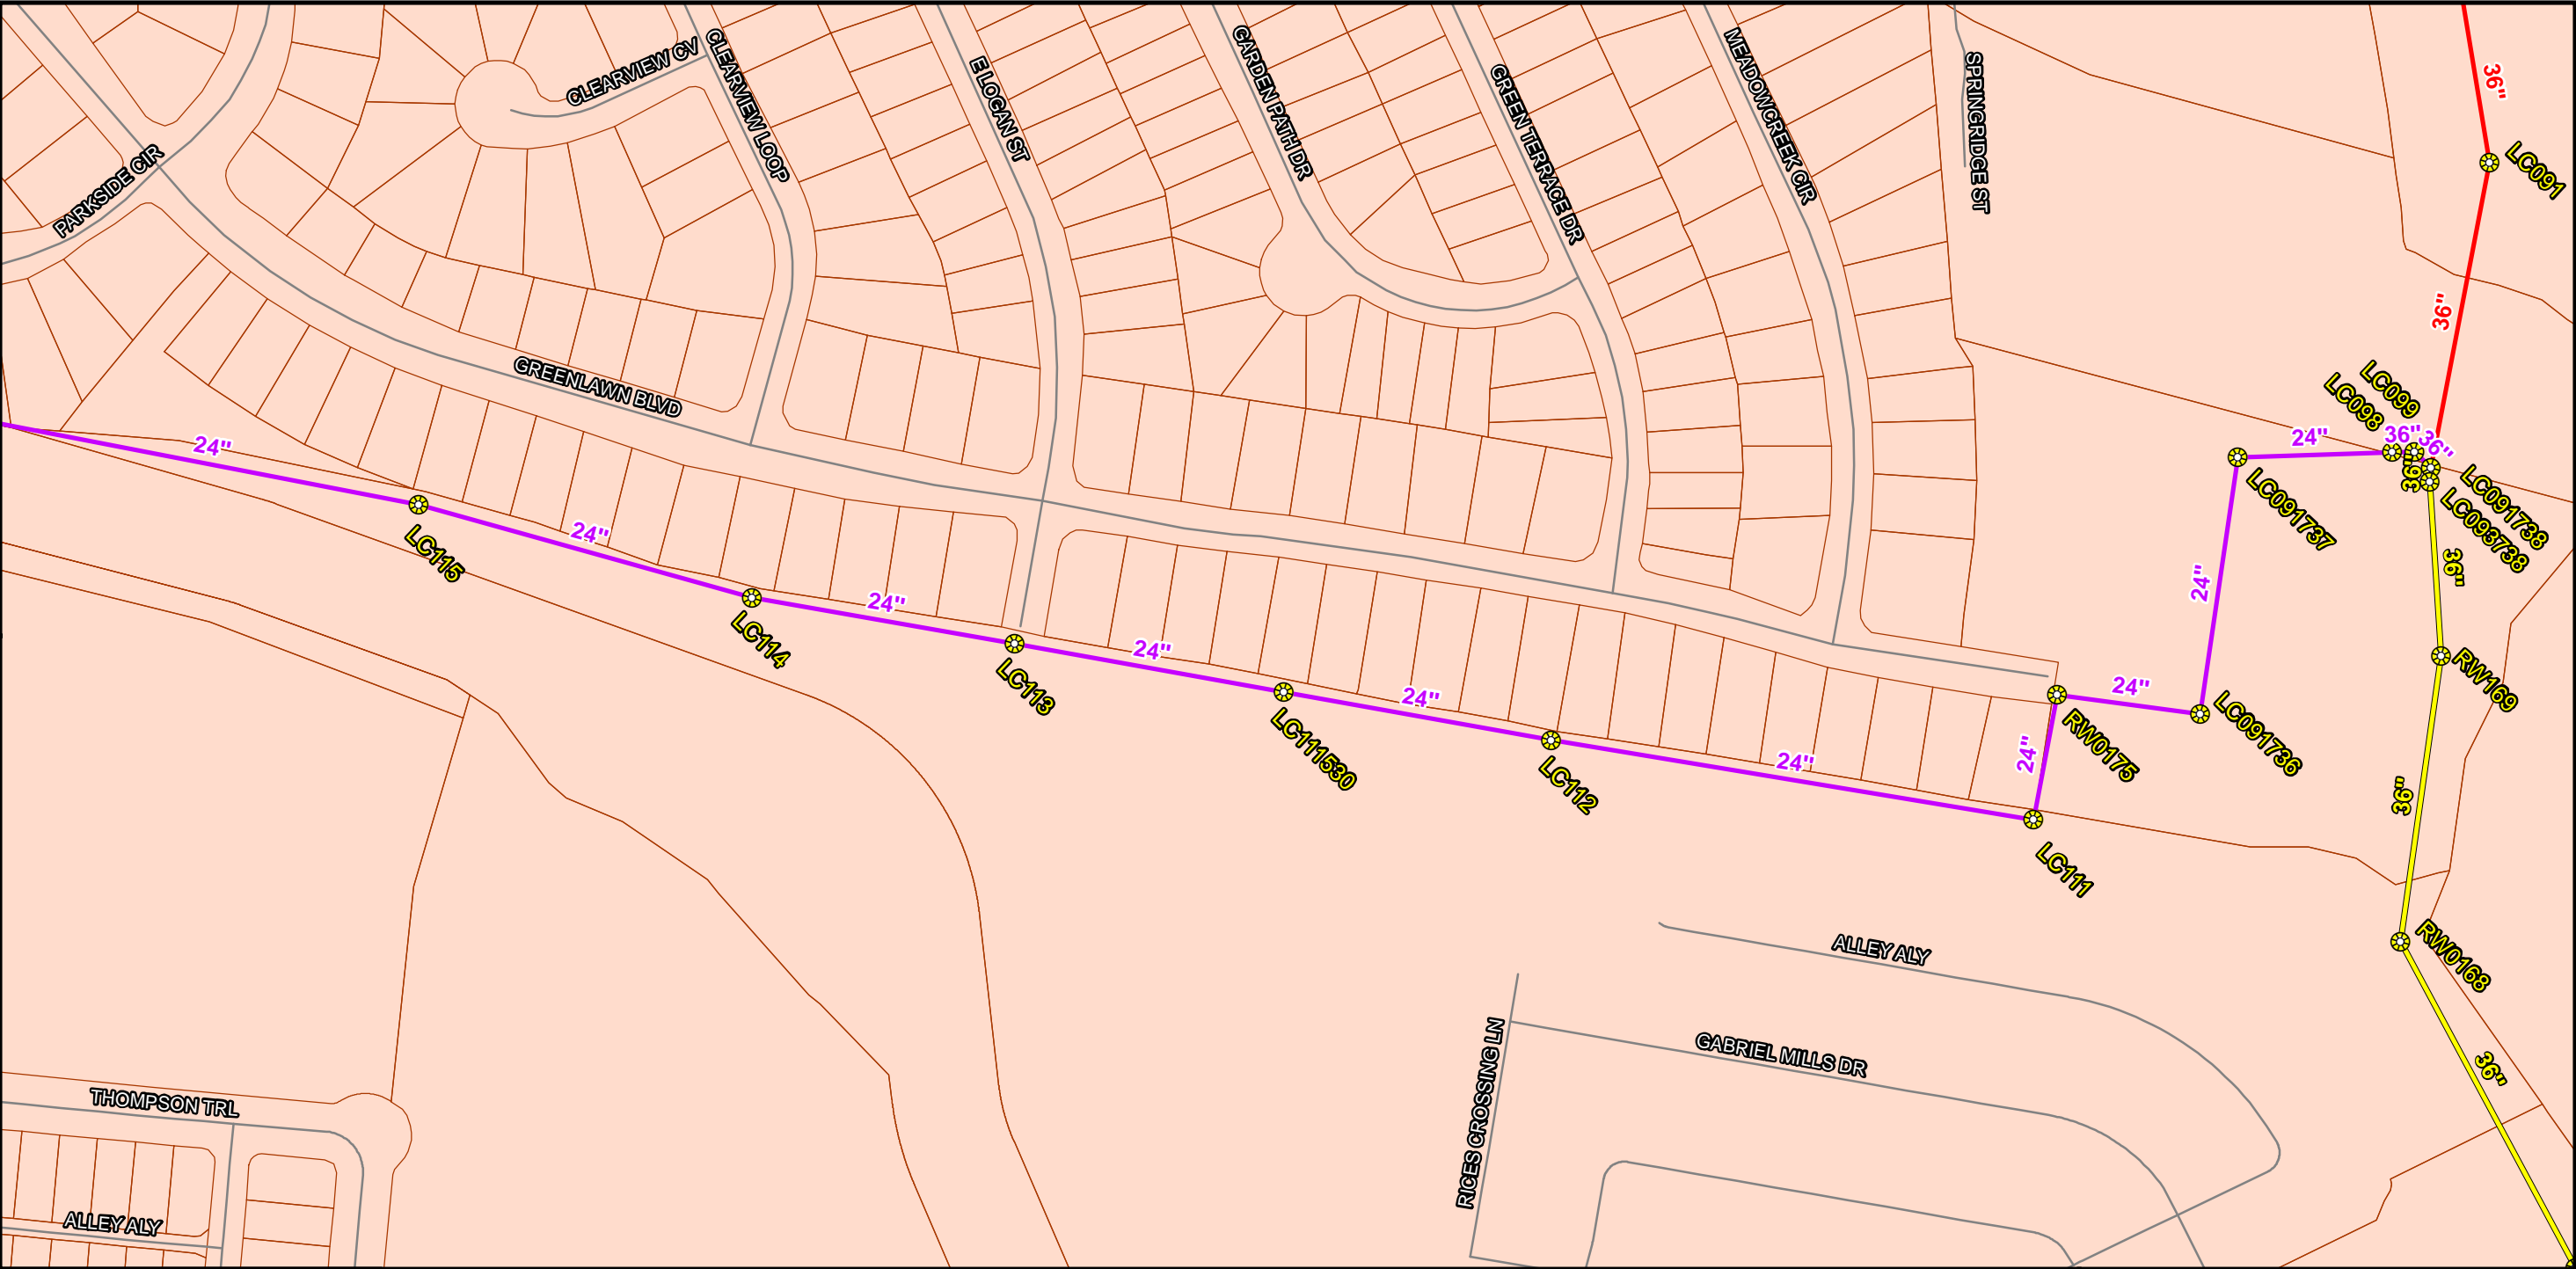 CLEARVIEW CV
CLEARVIEW LOOP
E LOGAN ST
GARDEN PATH DR
GREEN TERRACE DR
MEADOWCREEK CIR
SPRINGRIDGE ST
36"
LC091
PARKSIDE CIR
36"
GREENLAWN BLVD
LC099
LC098
24"
24"
36"
36"
36"
LC091737
LC091738
LC093738
LC115
24"
24"
36"
LC114
24"
LC113
24"
LC111530
24"
LC112
24"
24"
RW0175
24"
LC091736
RW169
36"
LC111
RW0168
ALLEY ALY
RICES CROSSING LN
GABRIEL MILLS DR
36"
THOMPSON TRL
ALLEY ALY